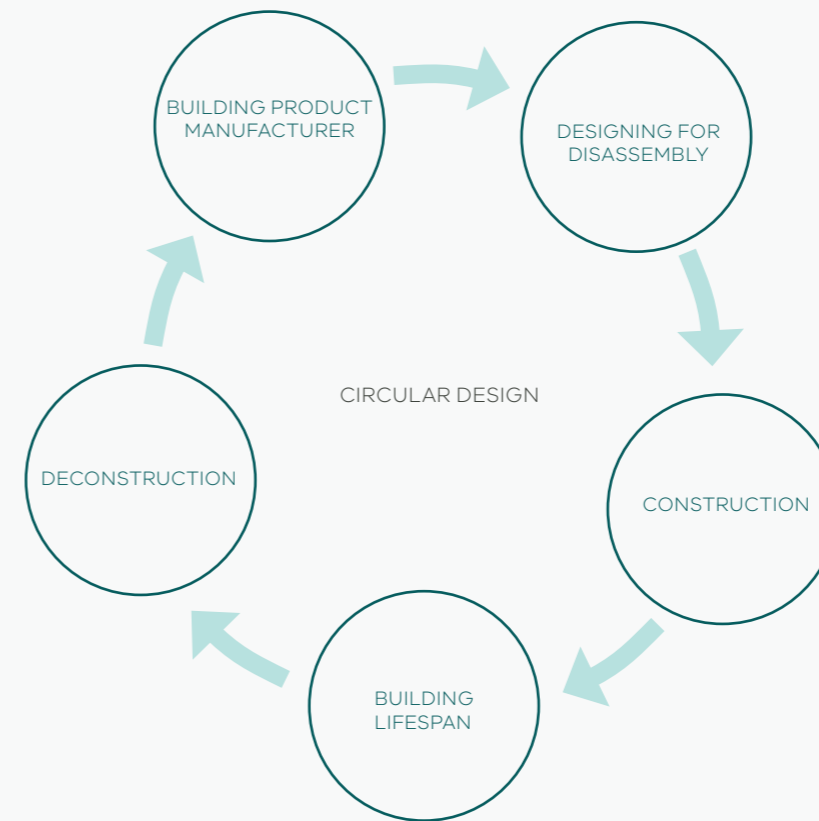 BUILDING PRODUCT
MANUFACTURER
DESIGNING FOR
DISASSEMBLY
CIRCULAR DESIGN
DECONSTRUCTION
CONSTRUCTION
BUILDING
LIFESPAN